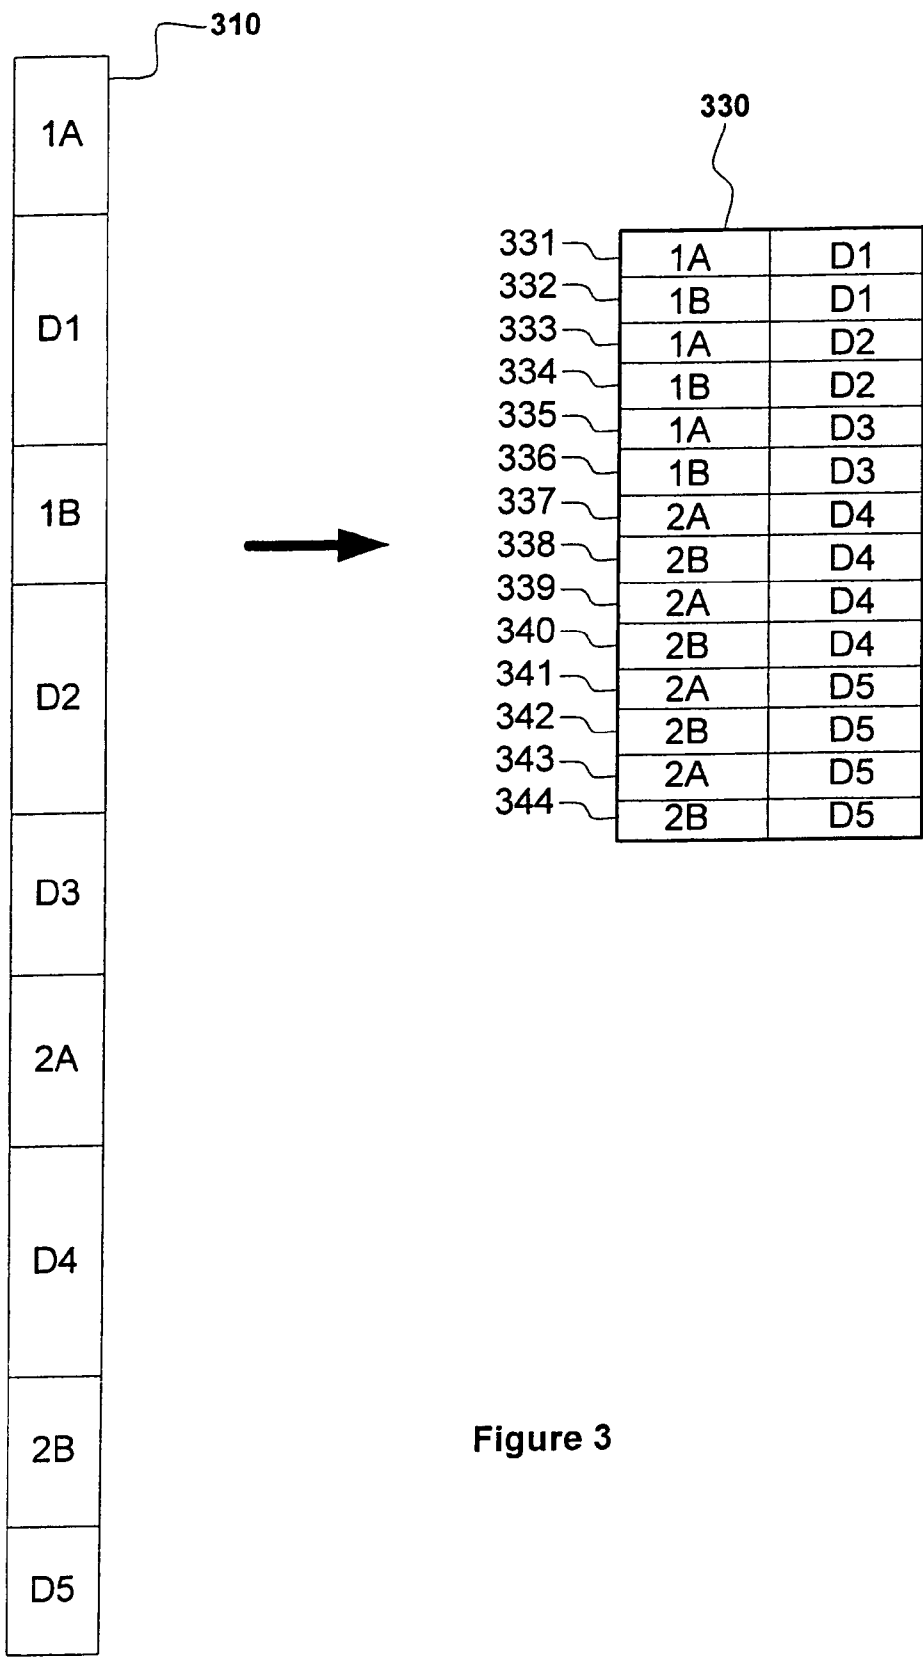 310
1A
D1
1B
D2
D3
2A
D4
2B
D5
330
331 1A D1
332 1B D1
333 1A D2
334 1B D2
335 1A D3
336 1B D3
337 2A D4
338 2B D4
339 2A D4
340 2B D4
341 2A D5
342 2B D5
343 2A D5
344 2B D5
Figure 3